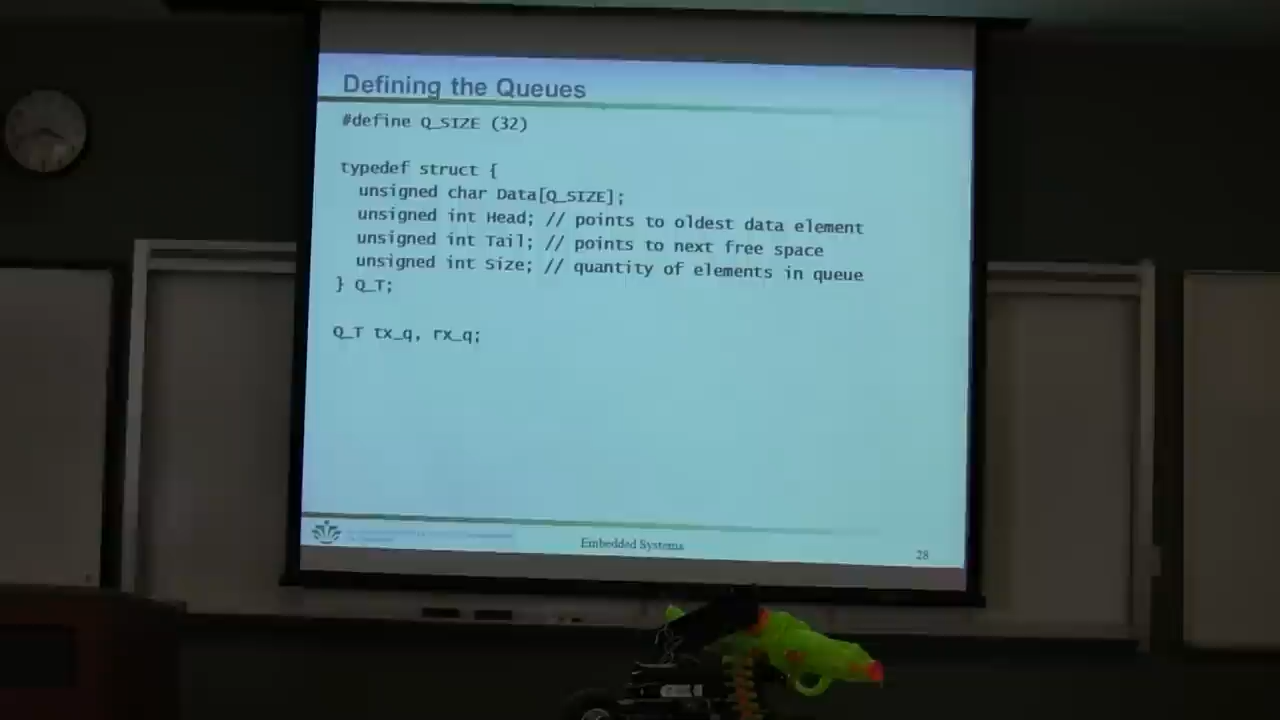 Defining the Queues
#define Q_SIZE (32)
typedef struct {
unsigned char Data[Q_SIZE];
unsigned int Head; // points to oldest data element
unsigned int Tail; // points to next free space
unsigned int Size; // quantity of elements in queue
} Q_T;
Q_T tx_q, rx_q;
Embedded Systems
28